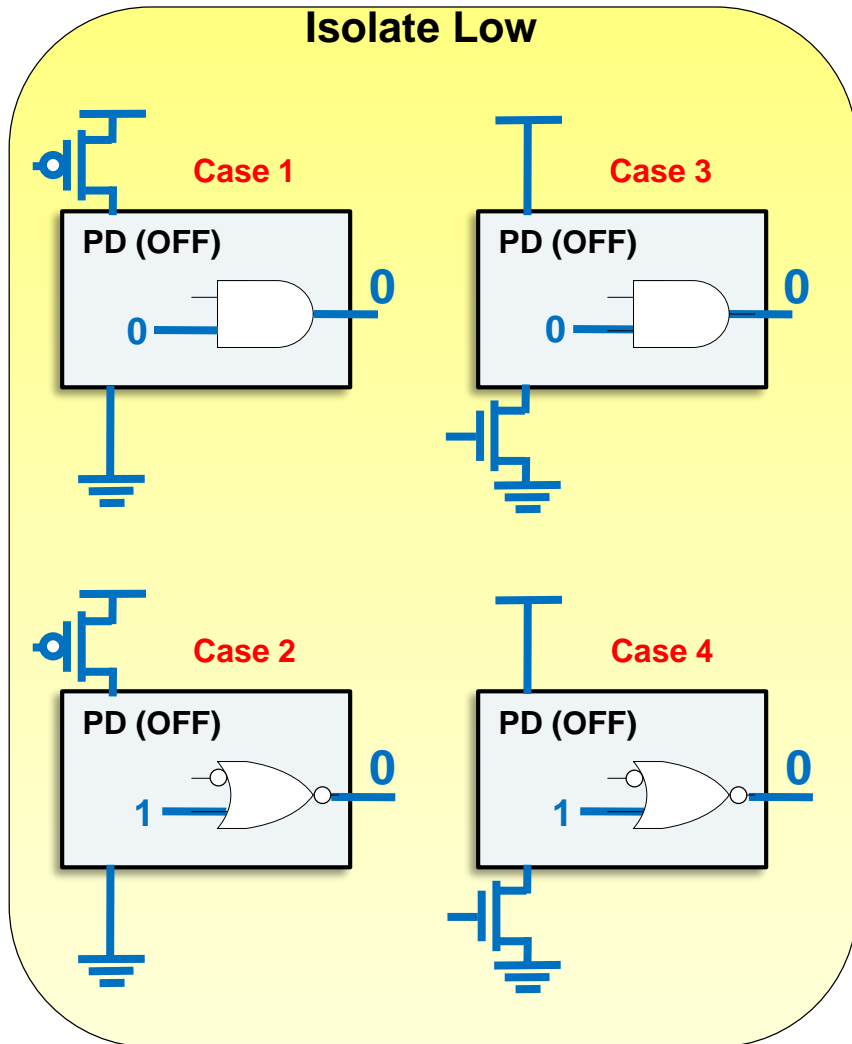 Isolate Low
Case 1
PD (OFF)
0
0
Case 3
PD (OFF)
0
0
Case 2
PD (OFF)
0
1
Case 4
PD (OFF)
0
1